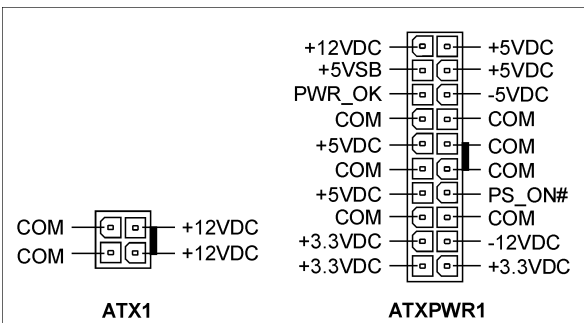 +12VDC +5VDC
+5VSB +5VDC
PWR_OK -5VDC
COM COM
+5VDC COM
COM COM
+5VDC PS_ON#
COM COM
+3.3VDC -12VDC
+3.3VDC +3.3VDC
COM +12VDC
COM +12VDC
ATX1 ATXPWR1